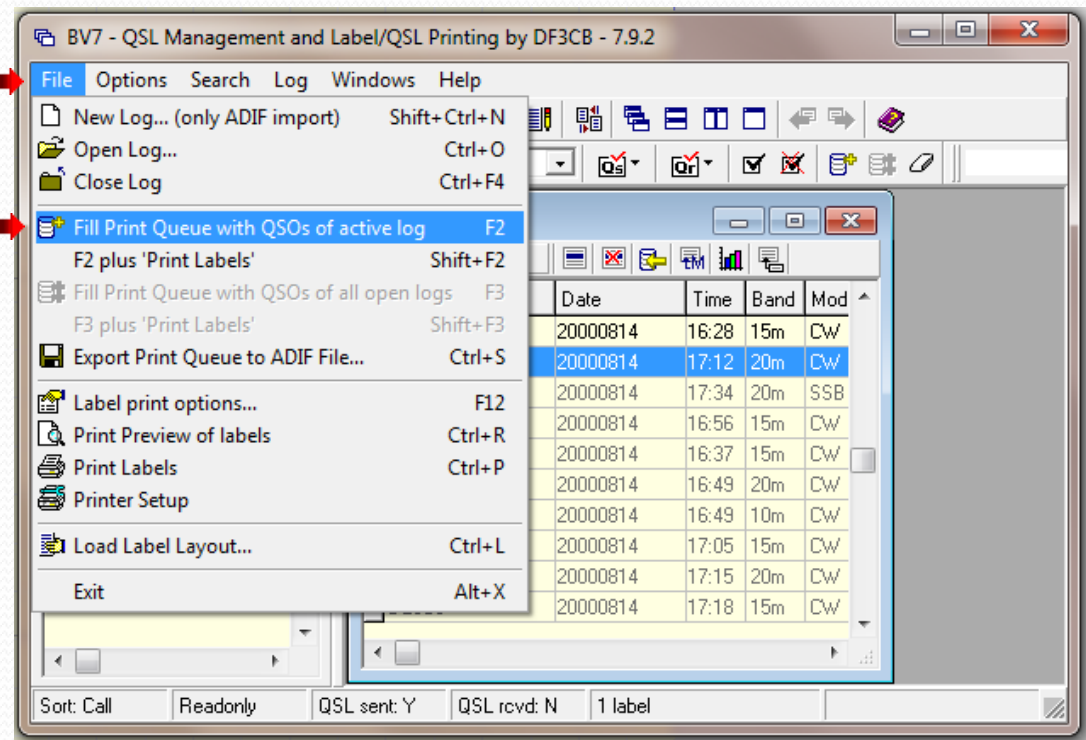 BV7 - QSL Management and Label/QSL Printing by DF3CB - 7.9.2
File Options Search Log Windows Help
New Log... (only ADIF import) Shift+Ctrl+N
Open Log... Ctrl+O
Close Log Ctrl+F4
Fill Print Queue with QSOs of active log F2
F2 plus 'Print Labels' Shift+F2
Fill Print Queue with QSOs of all open logs F3
F3 plus 'Print Labels' Shift+F3
Export Print Queue to ADIF File... Ctrl+S
Label print options... F12
Print Preview of labels Ctrl+R
Print Labels Ctrl+P
Printer Setup
Load Label Layout... Ctrl+L
Exit Alt+X
Qs Qr
Date Time Band Mod
20000814 16:28 15m CW
20000814 17:12 20m CW
20000814 17:34 20m SSB
20000814 16:56 15m CW
20000814 16:37 15m CW
20000814 16:49 20m CW
20000814 16:49 10m CW
20000814 17:05 15m CW
20000814 17:15 20m CW
20000814 17:18 15m CW
Sort: Call Readonly QSL sent: Y QSL rcvd: N 1 label